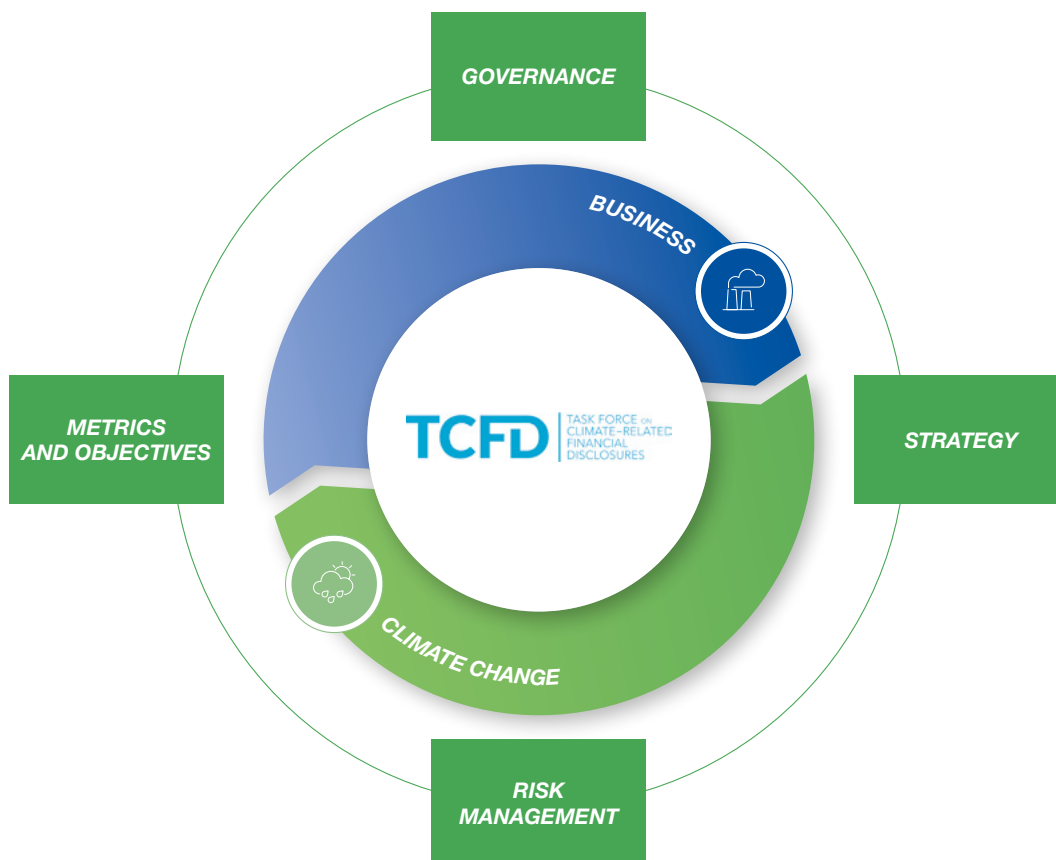 GOVERNANCE
BUSINESS
METRICS
AND OBJECTIVES
TCFD
TASK FORCE ON
CLIMATE-RELATED
FINANCIAL
DISCLOSURES
STRATEGY
CLIMATE CHANGE
RISK
MANAGEMENT